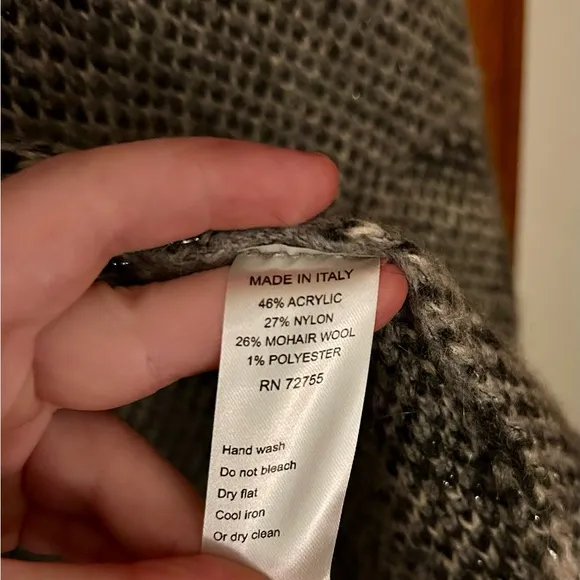 MADE IN ITALY
46% ACRYLIC
27% NYLON
26% MOHAIR WOOL
1% POLYESTER
RN 72755
Hand wash
Do not bleach
Dry flat
Cool iron
Or dry clean